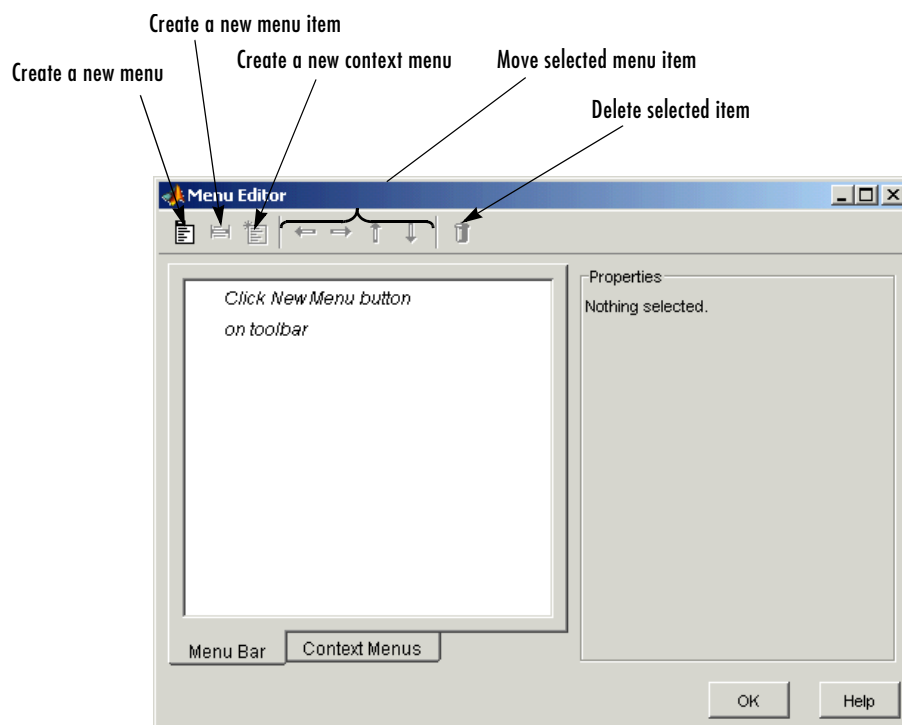 Create a new menu item
Create a new menu
Create a new context menu
Move selected menu item
Delete selected item
Menu Editor
Click New Menu button
on toolbar
Properties
Nothing selected.
Menu Bar
Context Menus
OK
Help